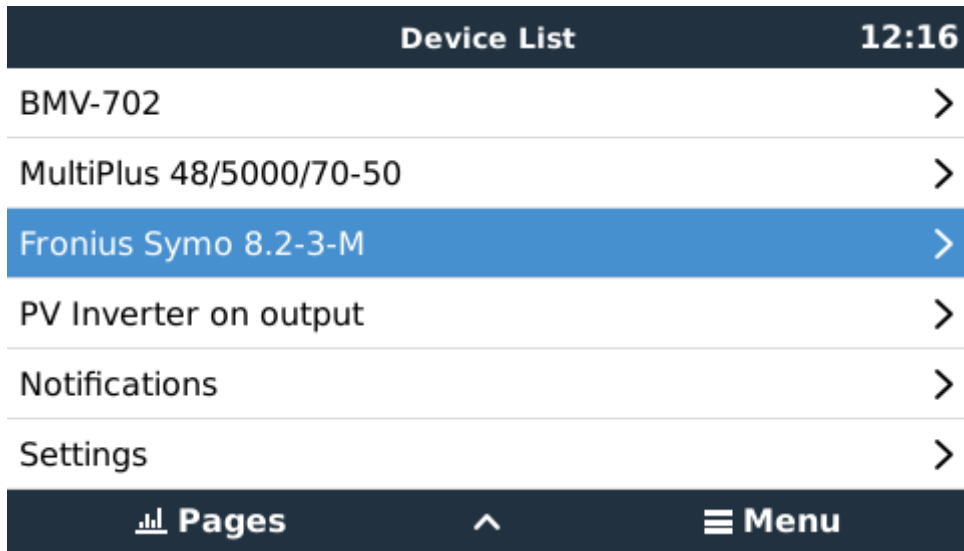 Device List 12:16
BMV-702
MultiPlus 48/5000/70-50
Fronius Symo 8.2-3-M
PV Inverter on output
Notifications
Settings
Pages Menu